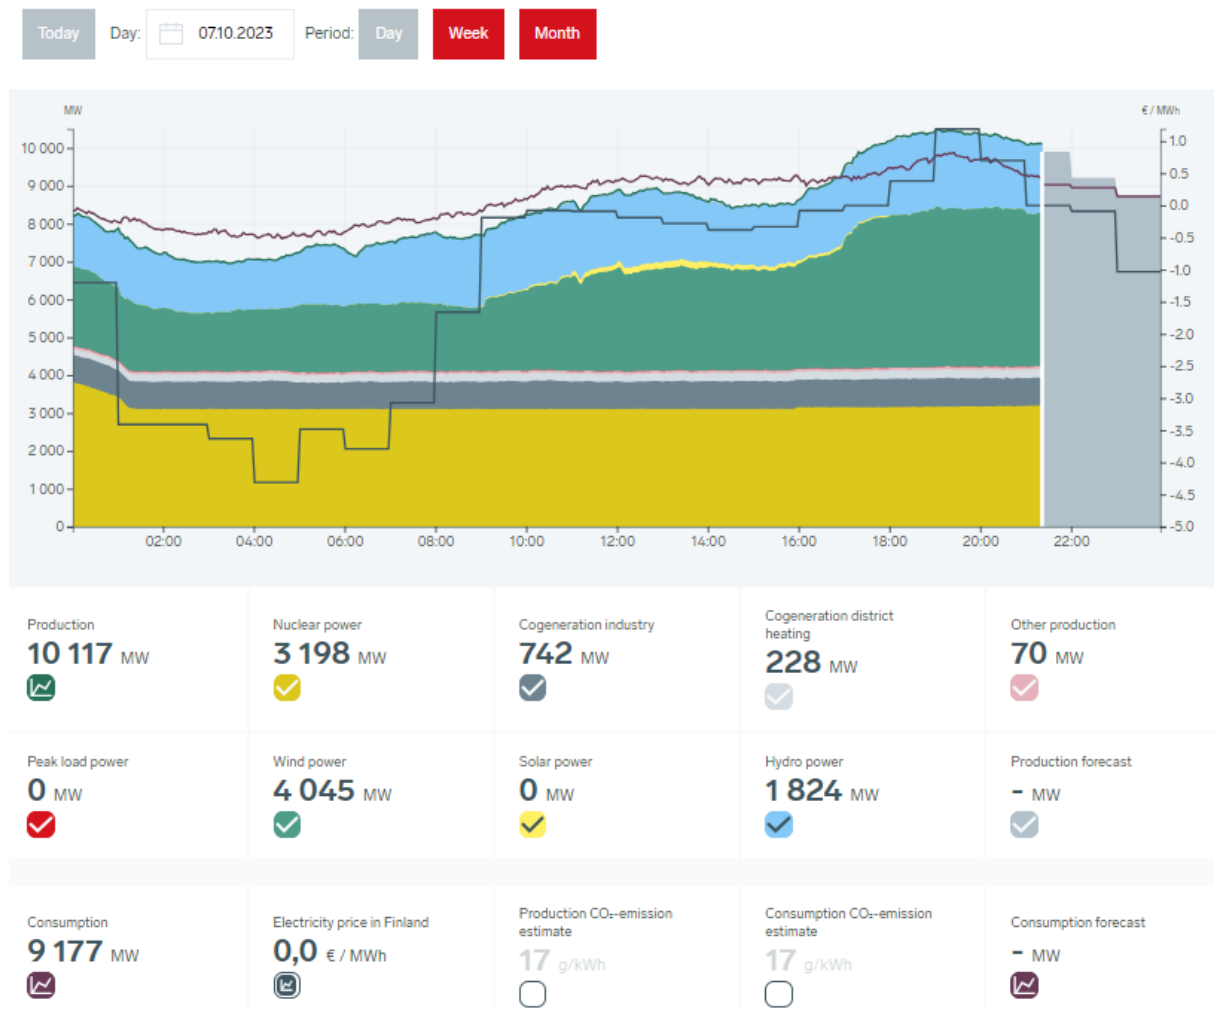 Today Day: 07.10.2023 Period: Day Week Month
MW € / MWh
10 000 1.0
9 000 0.5
8 000 0.0
7 000 -0.5
6 000 -1.0
5 000 -1.5
4 000 -2.0
3 000 -2.5
2 000 -3.0
1 000 -3.5
0 -4.0
-4.5
-5.0
02:00 04:00 06:00 08:00 10:00 12:00 14:00 16:00 18:00 20:00 22:00
Production
10 117 MW
Nuclear power
3 198 MW
Cogeneration industry
742 MW
Cogeneration district
heating
228 MW
Other production
70 MW
Peak load power
0 MW
Wind power
4 045 MW
Solar power
0 MW
Hydro power
1 824 MW
Production forecast
- MW
Consumption
9 177 MW
Electricity price in Finland
0,0 € / MWh
Production CO₂-emission
estimate
17 g/kWh
Consumption CO₂-emission
estimate
17 g/kWh
Consumption forecast
- MW